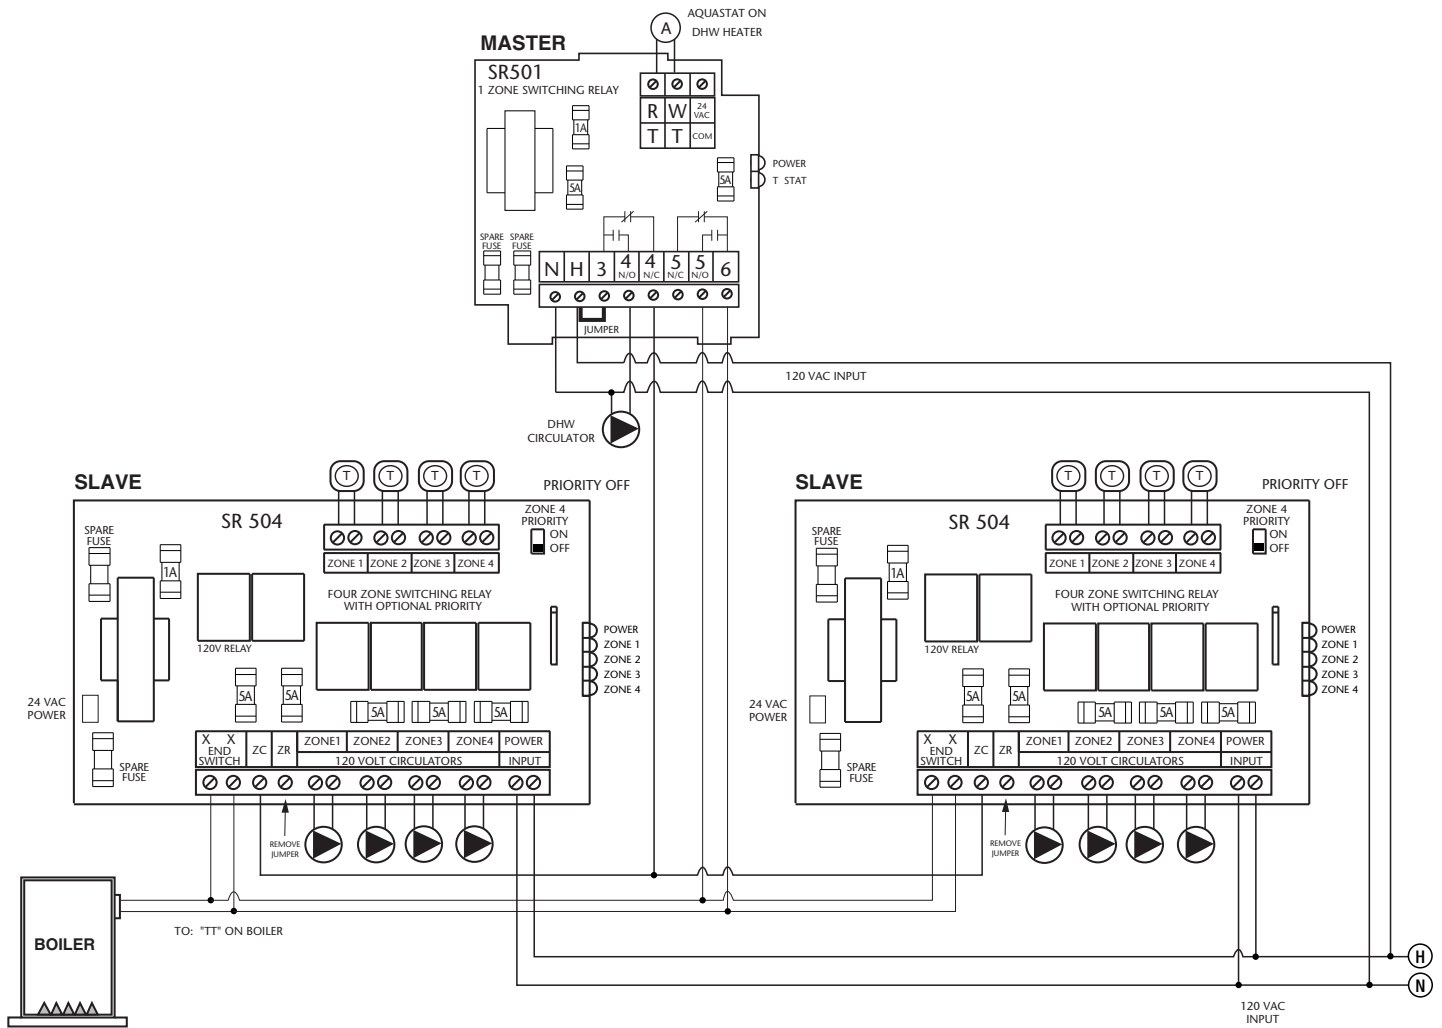 AQUASTAT ON
DHW HEATER
A
MASTER
SR501
1 ZONE SWITCHING RELAY
R W 24 VAC
T T COM
1A
5A
5A
POWER
T STAT
SPARE FUSE
SPARE FUSE
N H 3 4 N/O 4 N/C 5 N/C 5 N/O 6
JUMPER
120 VAC INPUT
DHW
CIRCULATOR
SLAVE
T T T T
PRIORITY OFF
SR 504
ZONE 4
PRIORITY
ON
OFF
SPARE
FUSE
1A
ZONE 1 ZONE 2 ZONE 3 ZONE 4
FOUR ZONE SWITCHING RELAY
WITH OPTIONAL PRIORITY
120V RELAY
POWER
ZONE 1
ZONE 2
ZONE 3
ZONE 4
24 VAC
POWER
5A 5A
5A 5A 5A
SPARE
FUSE
X X
END
SWITCH
ZC ZR
ZONE1 ZONE2 ZONE3 ZONE4
120 VOLT CIRCULATORS
POWER
INPUT
REMOVE
JUMPER
SLAVE
T T T T
PRIORITY OFF
SR 504
ZONE 4
PRIORITY
ON
OFF
SPARE
FUSE
1A
ZONE 1 ZONE 2 ZONE 3 ZONE 4
FOUR ZONE SWITCHING RELAY
WITH OPTIONAL PRIORITY
120V RELAY
POWER
ZONE 1
ZONE 2
ZONE 3
ZONE 4
24 VAC
POWER
5A 5A
5A 5A 5A
SPARE
FUSE
X X
END
SWITCH
ZC ZR
ZONE1 ZONE2 ZONE3 ZONE4
120 VOLT CIRCULATORS
POWER
INPUT
REMOVE
JUMPER
BOILER
TO: "TT" ON BOILER
H
N
120 VAC
INPUT